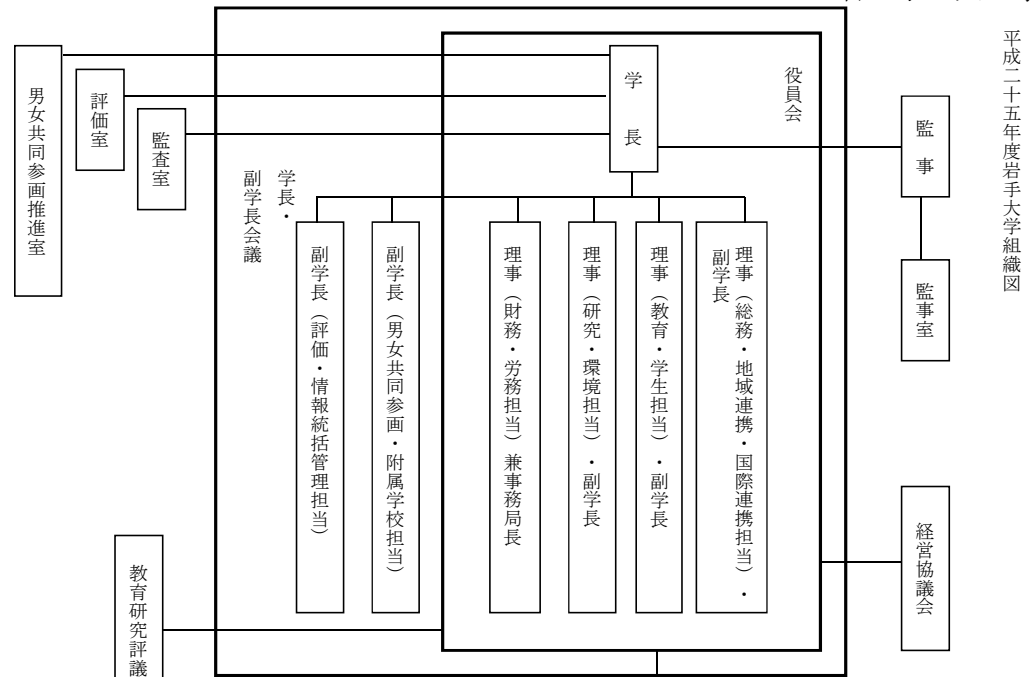 平成二十五年度岩手大学組織図
監事
監事室
経営協議会
役員会
学長
理事（総務・地域連携・国際連携担当）・
副学長
理事（教育・学生担当）・副学長
理事（研究・環境担当）・副学長
理事（財務・労務担当）兼事務局長
副学長（男女共同参画・附属学校担当）
副学長（評価・情報統括管理担当）
学長・
副学長会議
監査室
評価室
男女共同参画推進室
教育研究評議